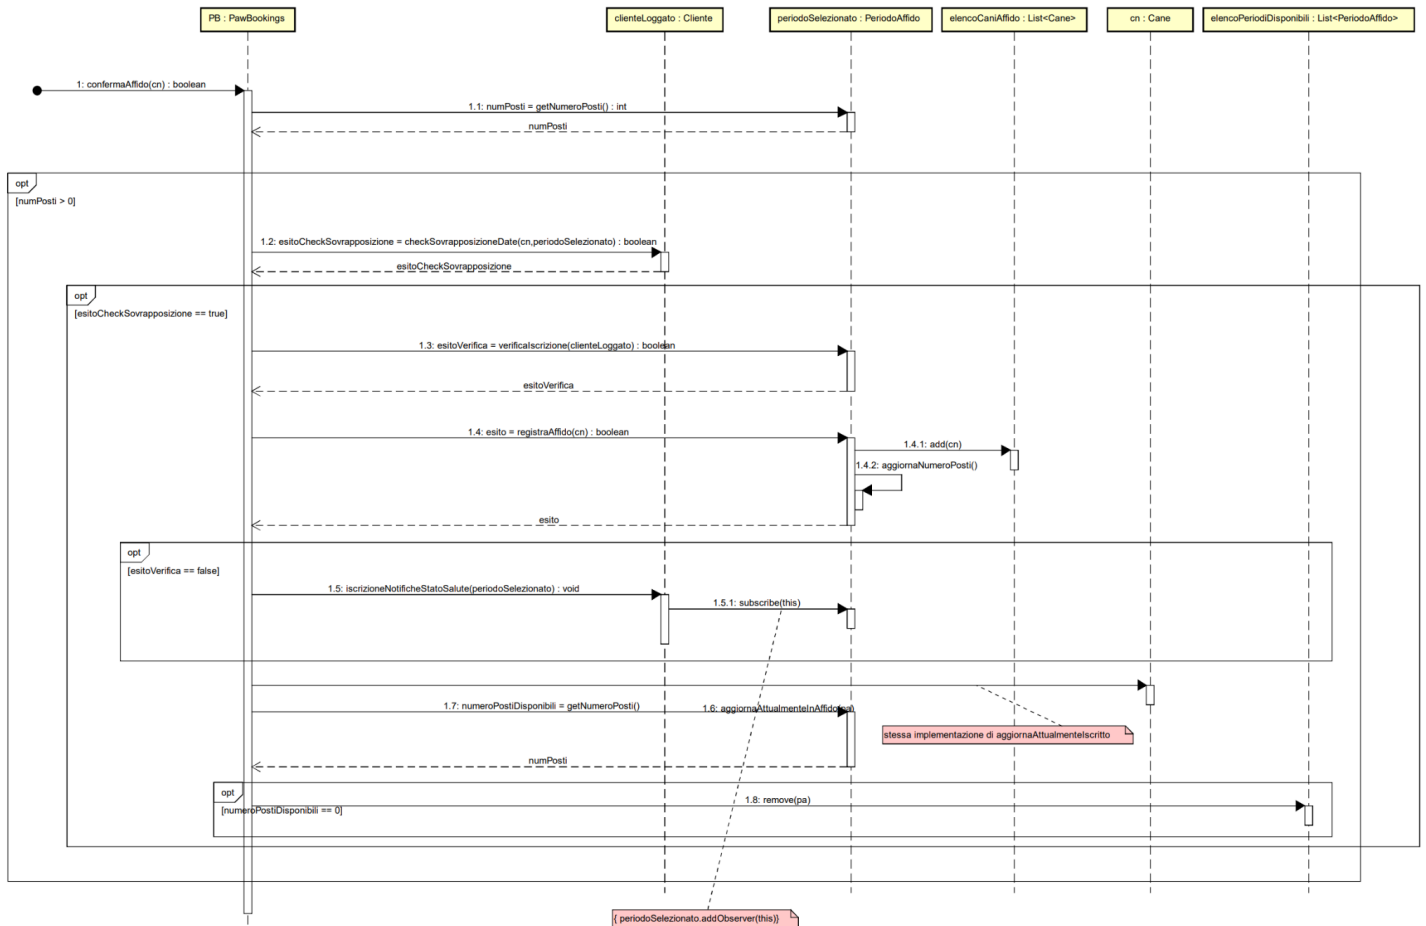 PB : PawBookings
clienteLoggato : Cliente
periodoSelezionato : PeriodoAffido
elencoCaniAffido : List<Cane>
cn : Cane
elencoPeriodiDisponibili : List<PeriodoAffido>
1: confermaAffido(cn) : boolean
1.1: numPosti = getNumeroPosti() : int
numPosti
opt
[numPosti > 0]
1.2: esitoCheckSovrapposizione = checkSovrapposizioneDate(cn,periodoSelezionato) : boolean
esitoCheckSovrapposizione
opt
[esitoCheckSovrapposizione == true]
1.3: esitoVerifica = verificaIscrizione(clienteLoggato) : boolean
esitoVerifica
1.4: esito = registraAffido(cn) : boolean
1.4.1: add(cn)
1.4.2: aggiornaNumeroPosti()
esito
opt
[esitoVerifica == false]
1.5: iscrizioneNotificheStatoSalute(periodoSelezionato) : void
1.5.1: subscribe(this)
1.7: numeroPostiDisponibili = getNumeroPosti()
1.6: aggiornaAttualmenteInAffido(pa)
stessa implementazione di aggiornaAttualmenteIscritto
numPosti
opt
[numeroPostiDisponibili == 0]
1.8: remove(pa)
{ periodoSelezionato.addObserver(this)}